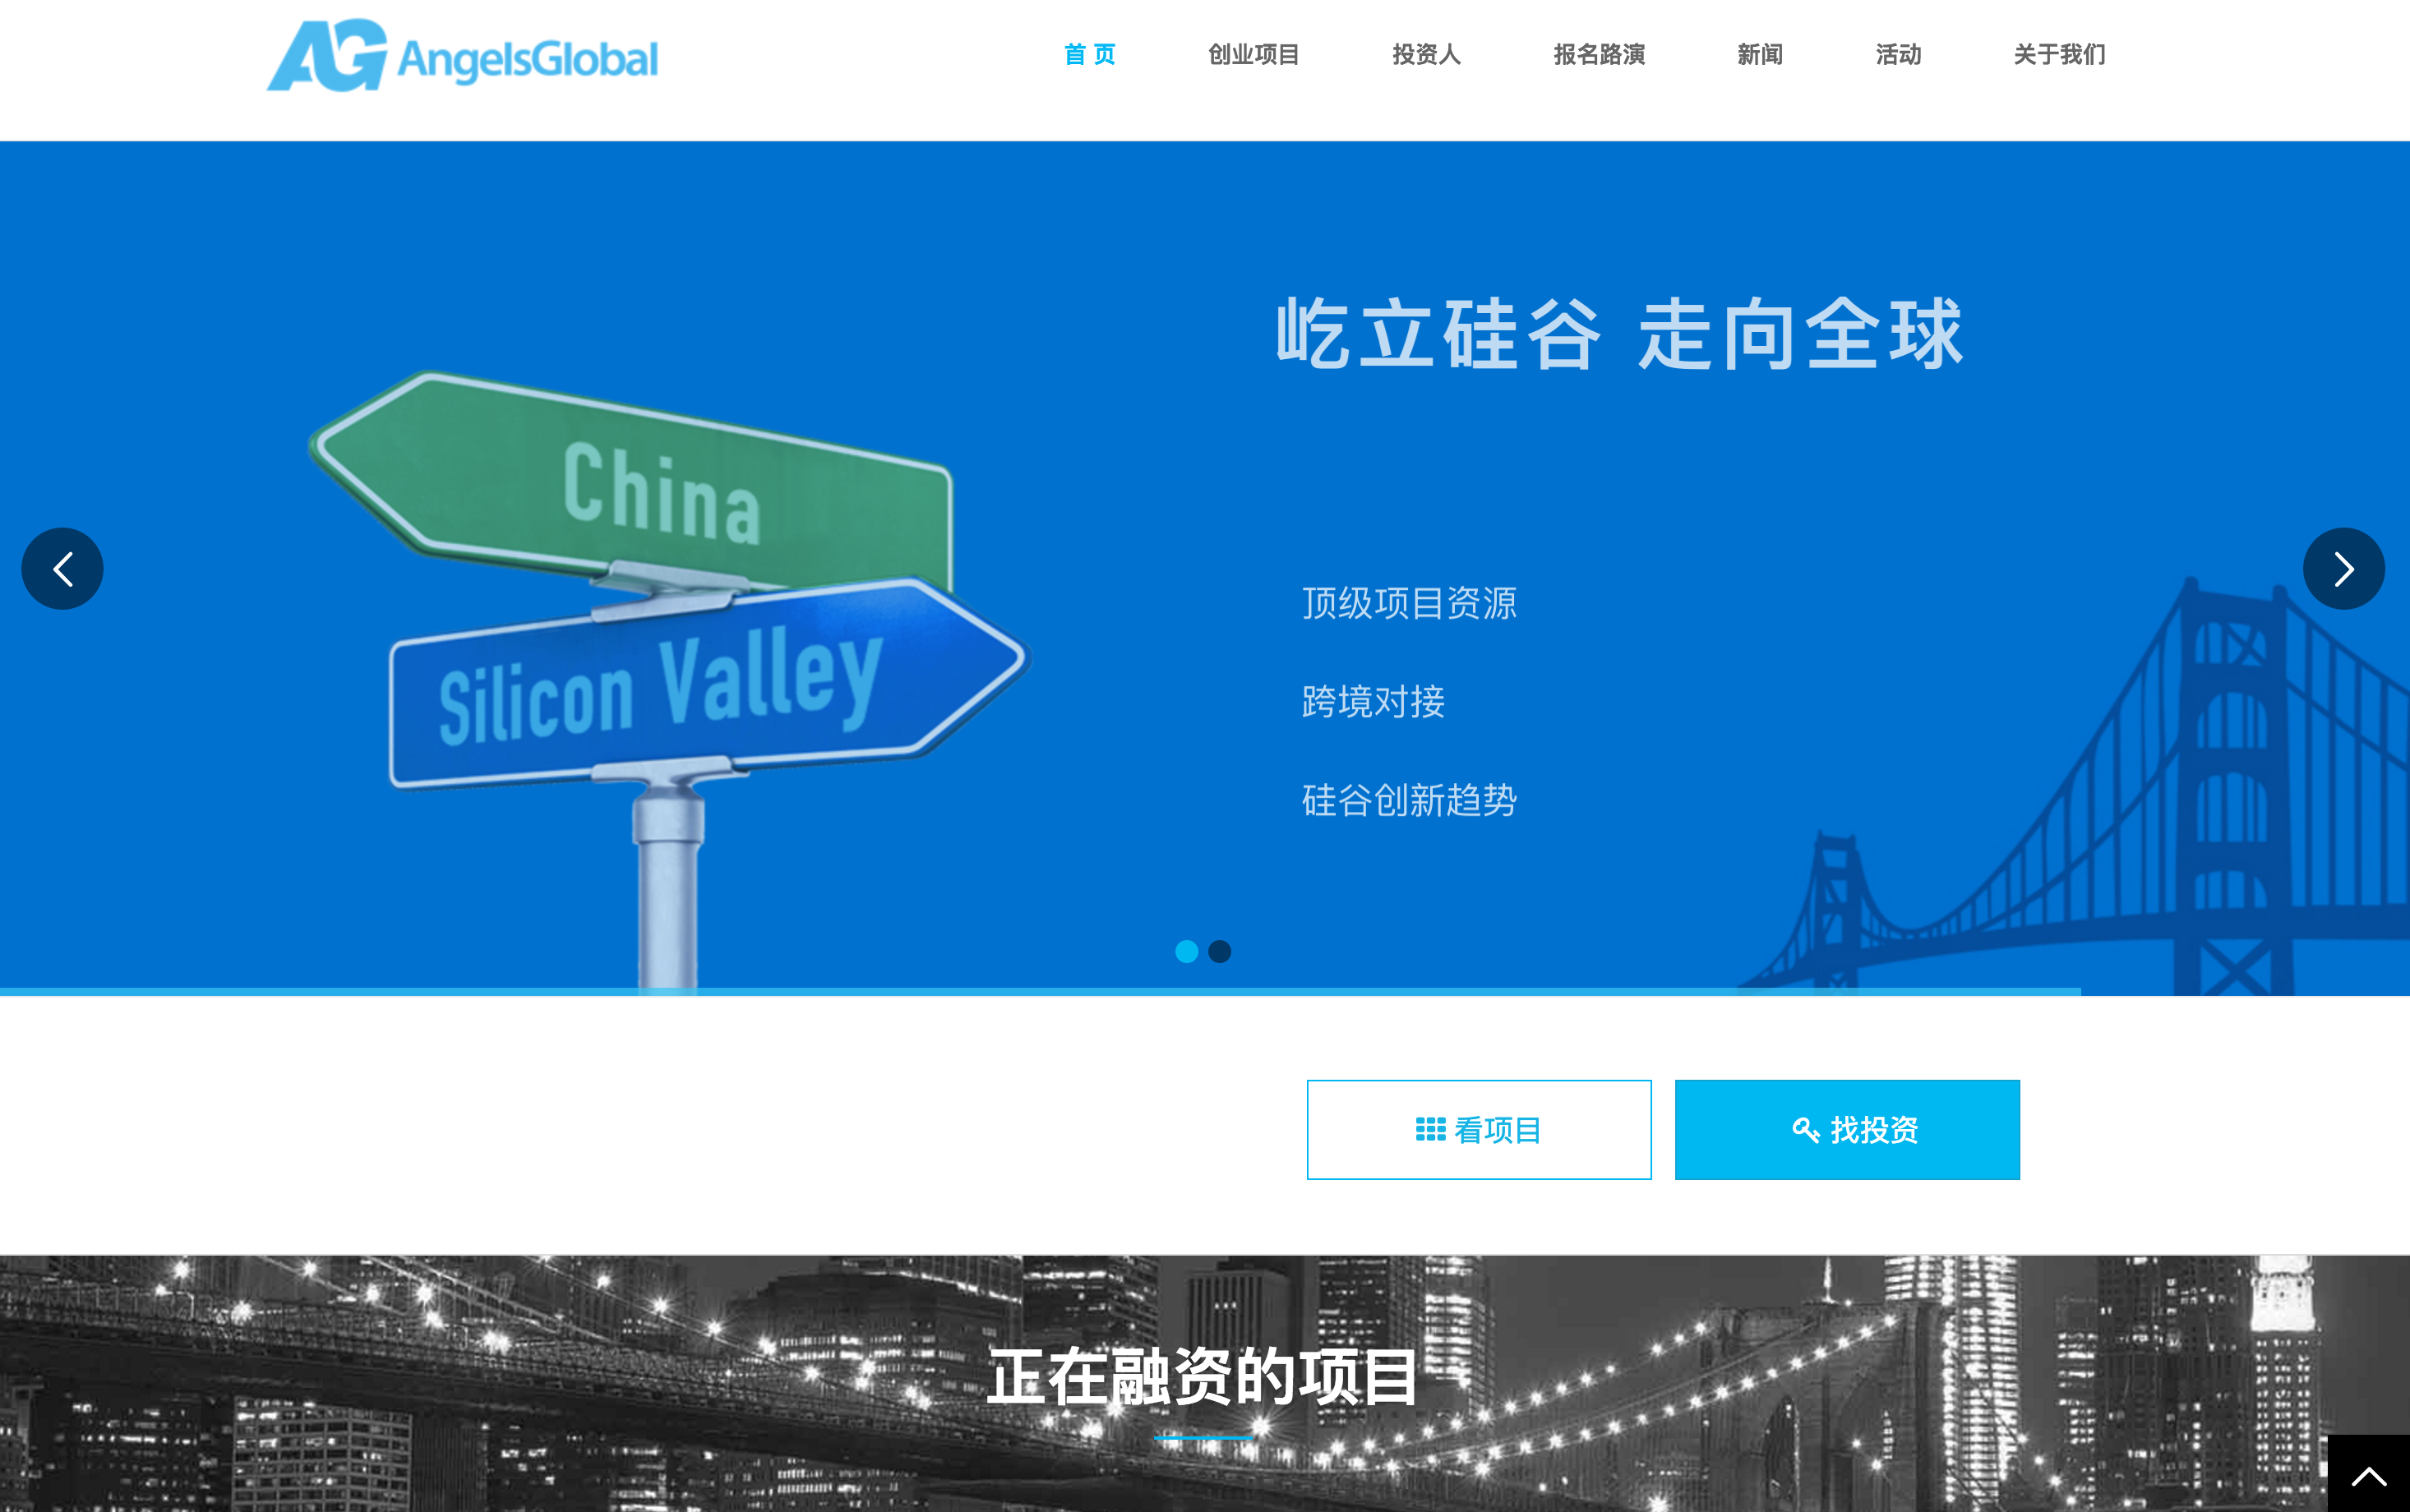 AG AngelsGlobal
首 页 创业项目 投资人 报名路演 新闻 活动 关于我们
屹立硅谷 走向全球
China
Silicon Valley
顶级项目资源
跨境对接
硅谷创新趋势
看项目 找投资
正在融资的项目